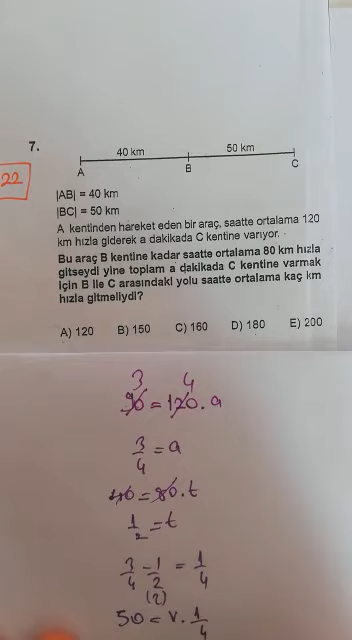 7.
22
40 km 50 km
A B C
|AB| = 40 km
|BC| = 50 km
A kentinden hareket eden bir araç, saatte ortalama 120
km hızla giderek a dakikada C kentine varıyor.
Bu araç B kentine kadar saatte ortalama 80 km hızla
gitseydi yine toplam a dakikada C kentine varmak
için B ile C arasındaki yolu saatte ortalama kaç km
hızla gitmeliydi?
A) 120 B) 150 C) 160 D) 180 E) 200
3 4
90 = 120 . a
3/4 = a
40 = 80 . t
1/2 = t
3/4 - 1/2 = 1/4
(2)
50 = v . 1/4